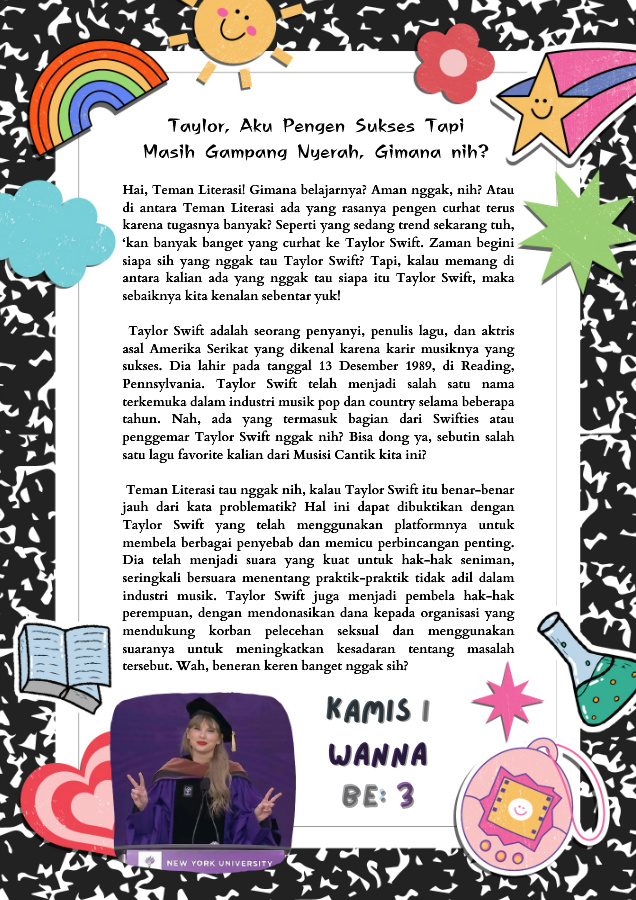 Taylor, Aku Pengen Sukses Tapi
Masih Gampang Nyerah, Gimana nih?
Hai, Teman Literasi! Gimana belajarnya? Aman nggak, nih? Atau
di antara Teman Literasi ada yang rasanya pengen curhat terus
karena tugasnya banyak? Seperti yang sedang trend sekarang tuh,
‘kan banyak banget yang curhat ke Taylor Swift. Zaman begini
siapa sih yang nggak tau Taylor Swift? Tapi, kalau memang di
antara kalian ada yang nggak tau siapa itu Taylor Swift, maka
sebaiknya kita kenalan sebentar yuk!
Taylor Swift adalah seorang penyanyi, penulis lagu, dan aktris
asal Amerika Serikat yang dikenal karena karir musiknya yang
sukses. Dia lahir pada tanggal 13 Desember 1989, di Reading,
Pennsylvania. Taylor Swift telah menjadi salah satu nama
terkemuka dalam industri musik pop dan country selama beberapa
tahun. Nah, ada yang termasuk bagian dari Swifties atau
penggemar Taylor Swift nggak nih? Bisa dong ya, sebutin salah
satu lagu favorite kalian dari Musisi Cantik kita ini?
Teman Literasi tau nggak nih, kalau Taylor Swift itu benar-benar
jauh dari kata problematik? Hal ini dapat dibuktikan dengan
Taylor Swift yang telah menggunakan platformnya untuk
membela berbagai penyebab dan memicu perbincangan penting.
Dia telah menjadi suara yang kuat untuk hak-hak seniman,
seringkali bersuara menentang praktik-praktik tidak adil dalam
industri musik. Taylor Swift juga menjadi pembela hak-hak
perempuan, dengan mendonasikan dana kepada organisasi yang
mendukung korban pelecehan seksual dan menggunakan
suaranya untuk meningkatkan kesadaran tentang masalah
tersebut. Wah, beneran keren banget nggak sih?
KAMIS I
WANNA
BE: 3
NEW YORK UNIVERSITY